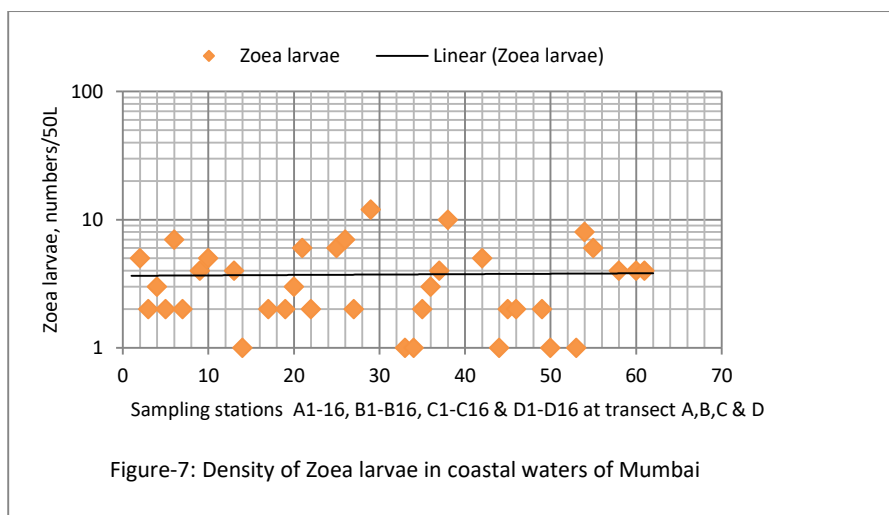 Zoea larvae Linear (Zoea larvae)
Zoea larvae, numbers/50L
100
10
1
0 10 20 30 40 50 60 70
Sampling stations A1-16, B1-B16, C1-C16 & D1-D16 at transect A,B,C & D
Figure-7: Density of Zoea larvae in coastal waters of Mumbai